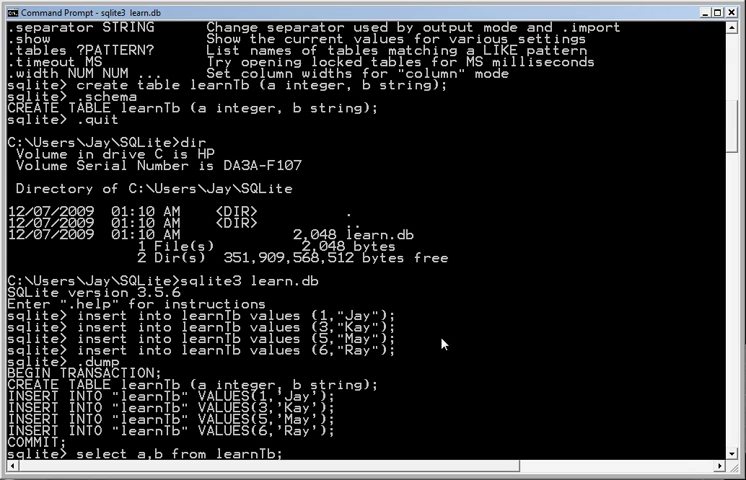 Command Prompt - sqlite3  learn.db
.separator STRING      Change separator used by output mode and .import
.show                  Show the current values for various settings
.tables ?PATTERN?      List names of tables matching a LIKE pattern
.timeout MS            Try opening locked tables for MS milliseconds
.width NUM NUM ...     Set column widths for "column" mode
sqlite> create table learnTb (a integer, b string);
sqlite> .schema
CREATE TABLE learnTb (a integer, b string);
sqlite> .quit
C:\Users\Jay\SQLite>dir
 Volume in drive C is HP
 Volume Serial Number is DA3A-F107
 Directory of C:\Users\Jay\SQLite
12/07/2009  01:10 AM    <DIR>          .
12/07/2009  01:10 AM    <DIR>          ..
12/07/2009  01:10 AM             2,048 learn.db
               1 File(s)          2,048 bytes
               2 Dir(s)  351,909,568,512 bytes free
C:\Users\Jay\SQLite>sqlite3 learn.db
SQLite version 3.5.6
Enter ".help" for instructions
sqlite> insert into learnTb values (1,"Jay");
sqlite> insert into learnTb values (3,"Kay");
sqlite> insert into learnTb values (5,"May");
sqlite> insert into learnTb values (6,"Ray");
sqlite> .dump
BEGIN TRANSACTION;
CREATE TABLE learnTb (a integer, b string);
INSERT INTO "learnTb" VALUES(1,'Jay');
INSERT INTO "learnTb" VALUES(3,'Kay');
INSERT INTO "learnTb" VALUES(5,'May');
INSERT INTO "learnTb" VALUES(6,'Ray');
COMMIT;
sqlite> select a,b from learnTb;